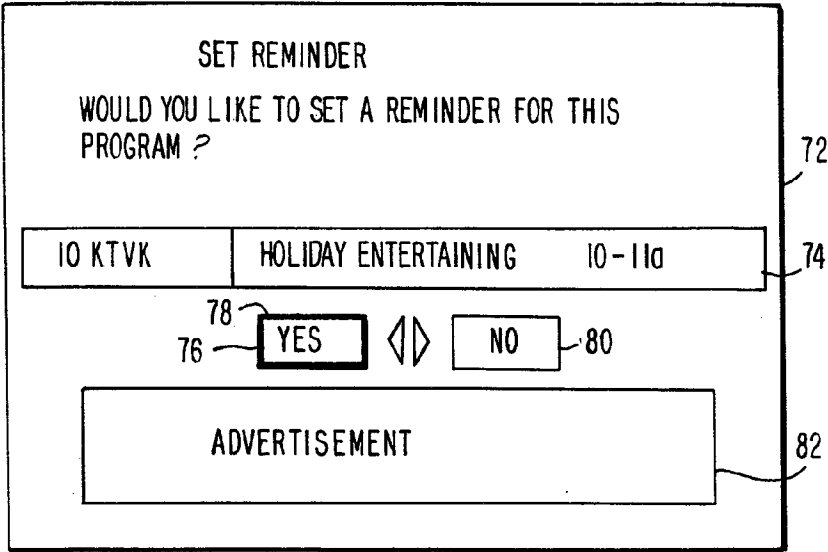 SET REMINDER
WOULD YOU LIKE TO SET A REMINDER FOR THIS
PROGRAM ?
72
10 KTVK HOLIDAY ENTERTAINING 10-11a
74
78
76 YES NO 80
ADVERTISEMENT
82